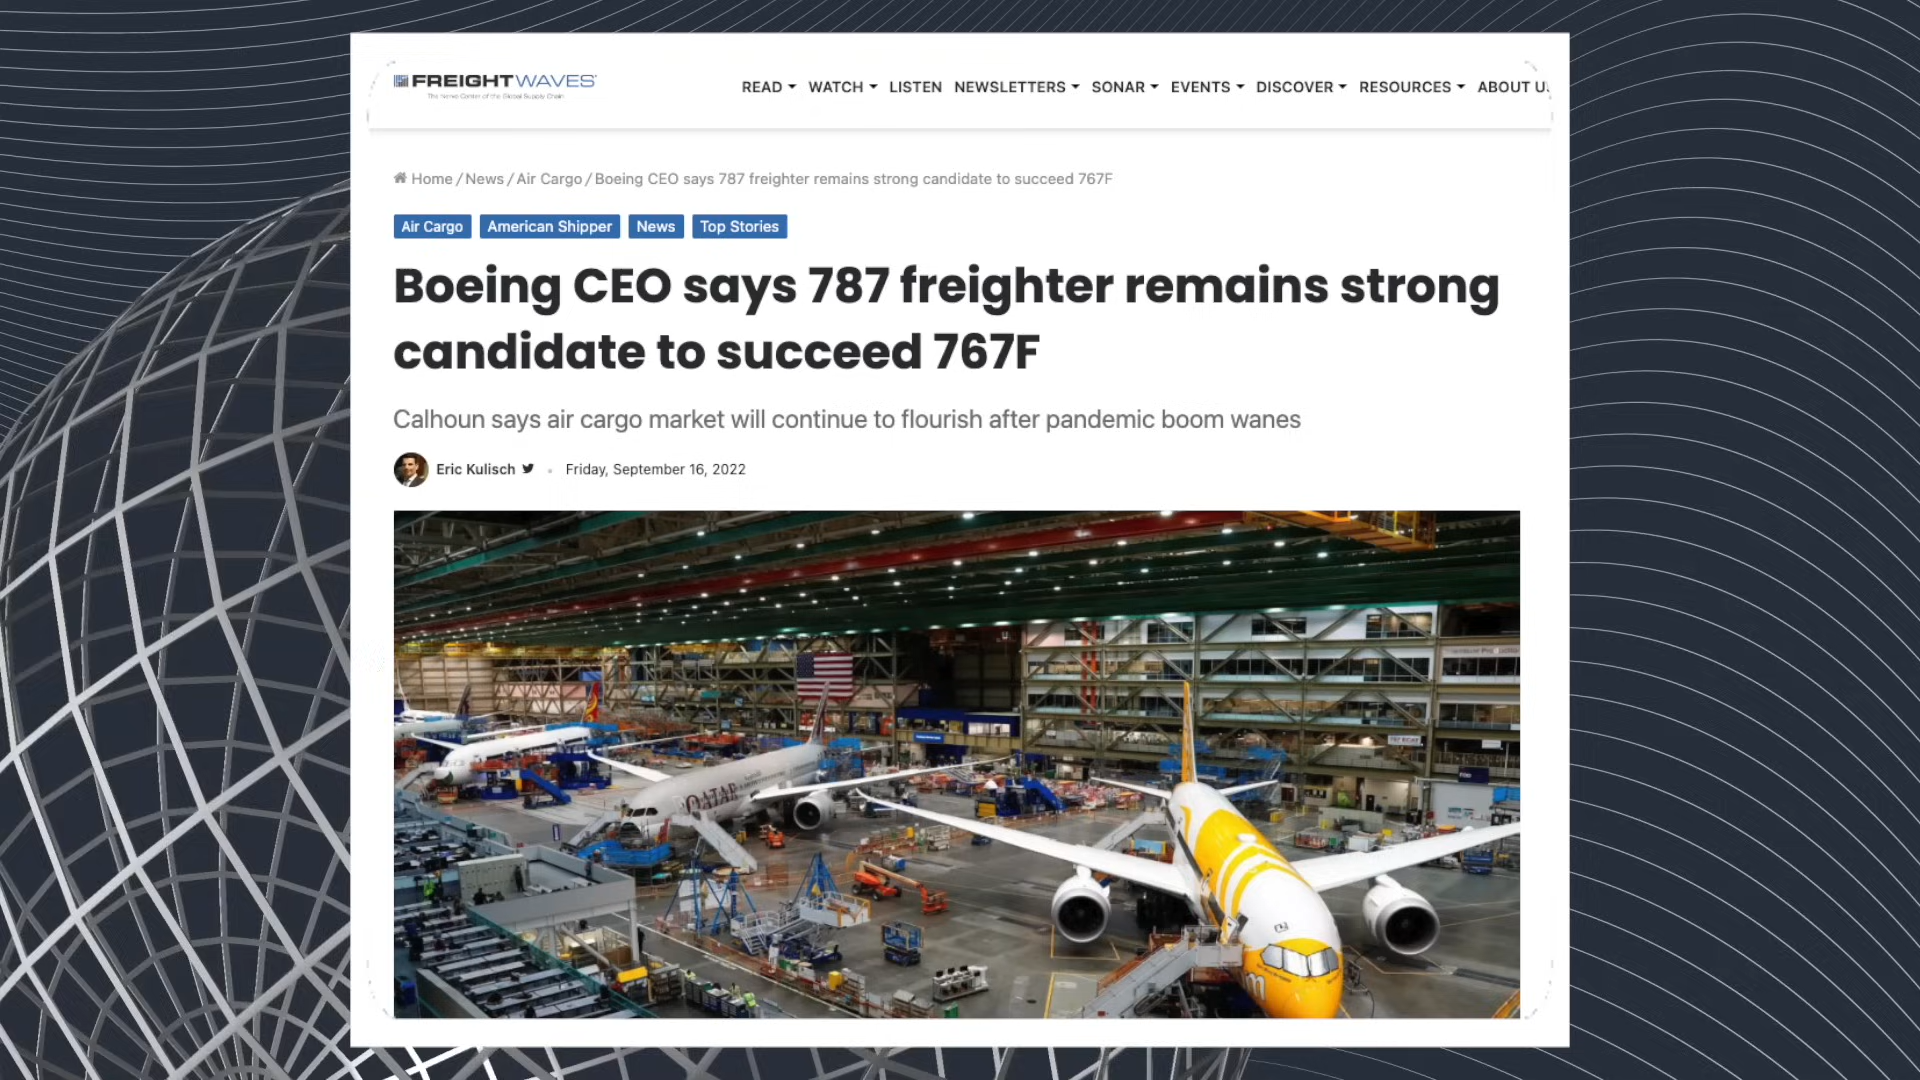 FREIGHTWAVES
The Nerve Center of the Global Supply Chain
READ WATCH LISTEN NEWSLETTERS SONAR EVENTS DISCOVER RESOURCES ABOUT
Home / News / Air Cargo / Boeing CEO says 787 freighter remains strong candidate to succeed 767F
Air Cargo American Shipper News Top Stories
Boeing CEO says 787 freighter remains strong
candidate to succeed 767F
Calhoun says air cargo market will continue to flourish after pandemic boom wanes
Eric Kulisch Friday, September 16, 2022
QATAR